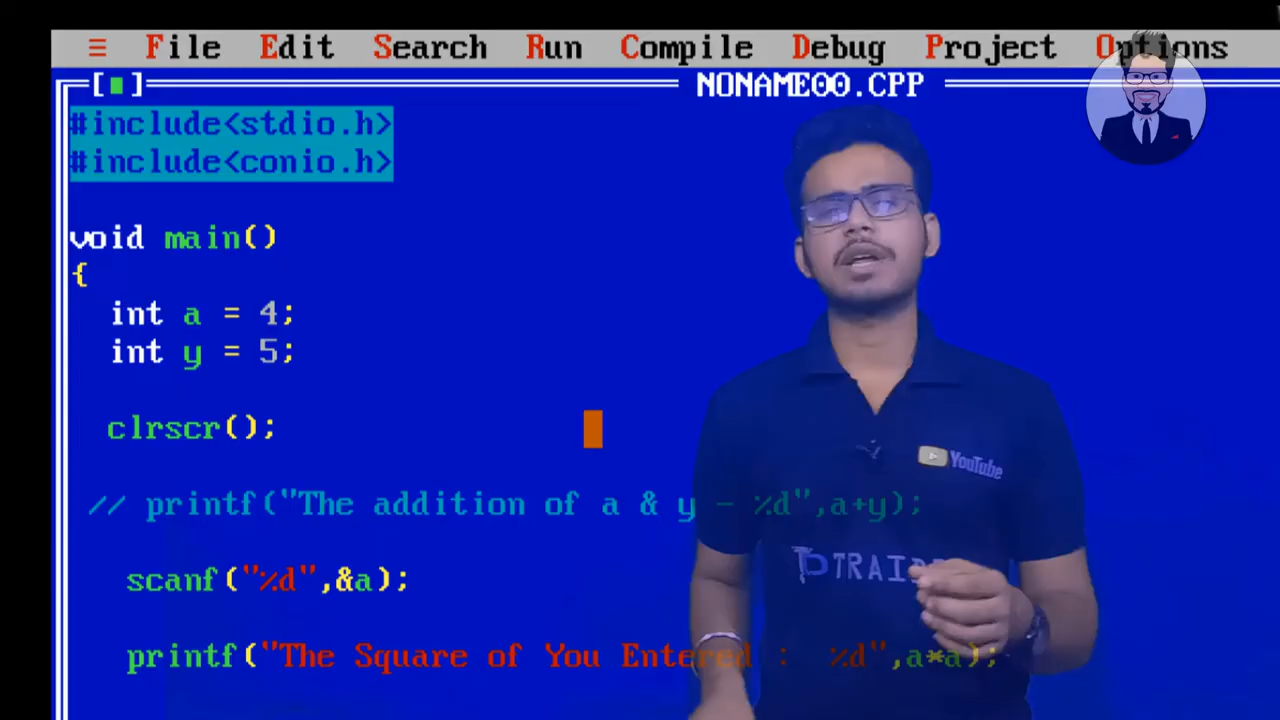 ≡ File Edit Search Run Compile Debug Project Options
[■] NONAME00.CPP
#include<stdio.h>
#include<conio.h>
void main()
{
int a = 4;
int y = 5;
clrscr();
// printf("The addition of a & y - %d",a+y);
scanf("%d",&a);
printf("The Square of You Entered : %d",a*a);
YouTube